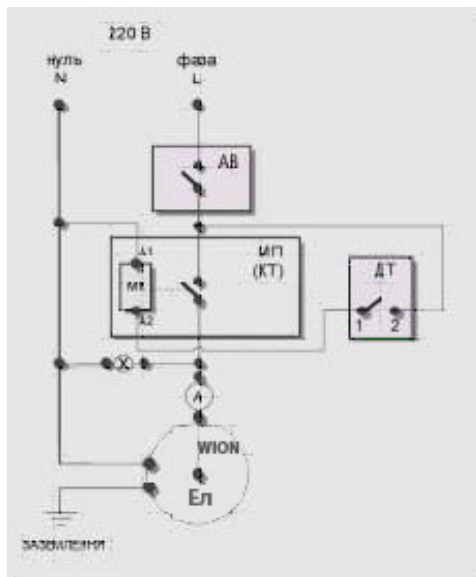 220 В
нуль фаза
N L
АВ
МП
(КТ)
А1
МК
А2
ДТ
1 2
X
A
WION
Ел
ЗАЗЕМЛЕННЯ